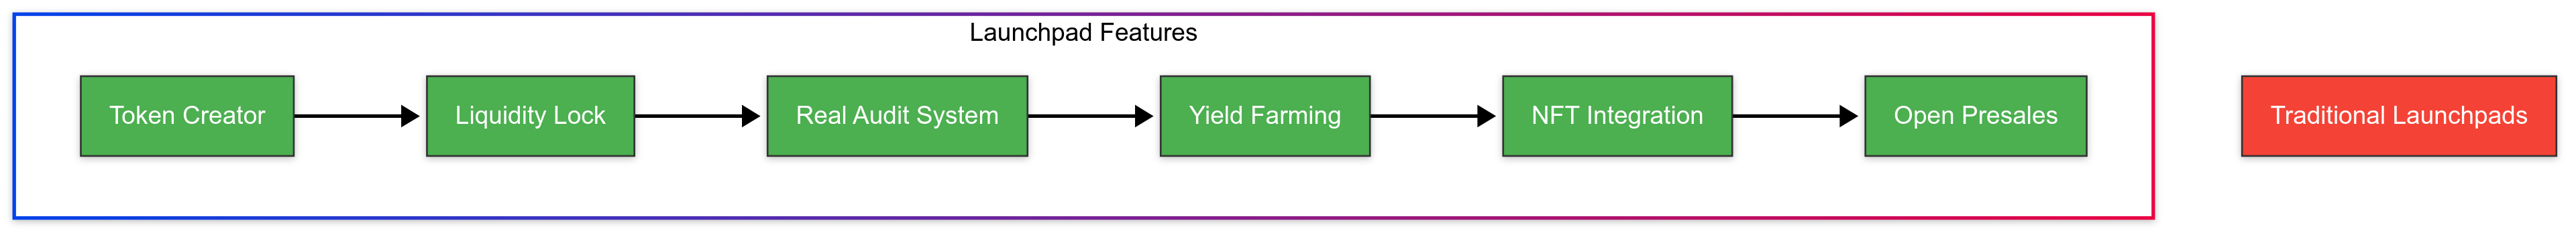 Launchpad Features
Token Creator
Liquidity Lock
Real Audit System
Yield Farming
NFT Integration
Open Presales
Traditional Launchpads